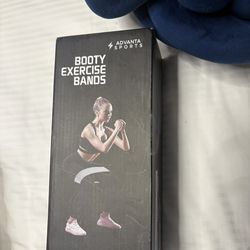 ADVANTA
SPORTS
BOOTY
EXERCISE
BANDS